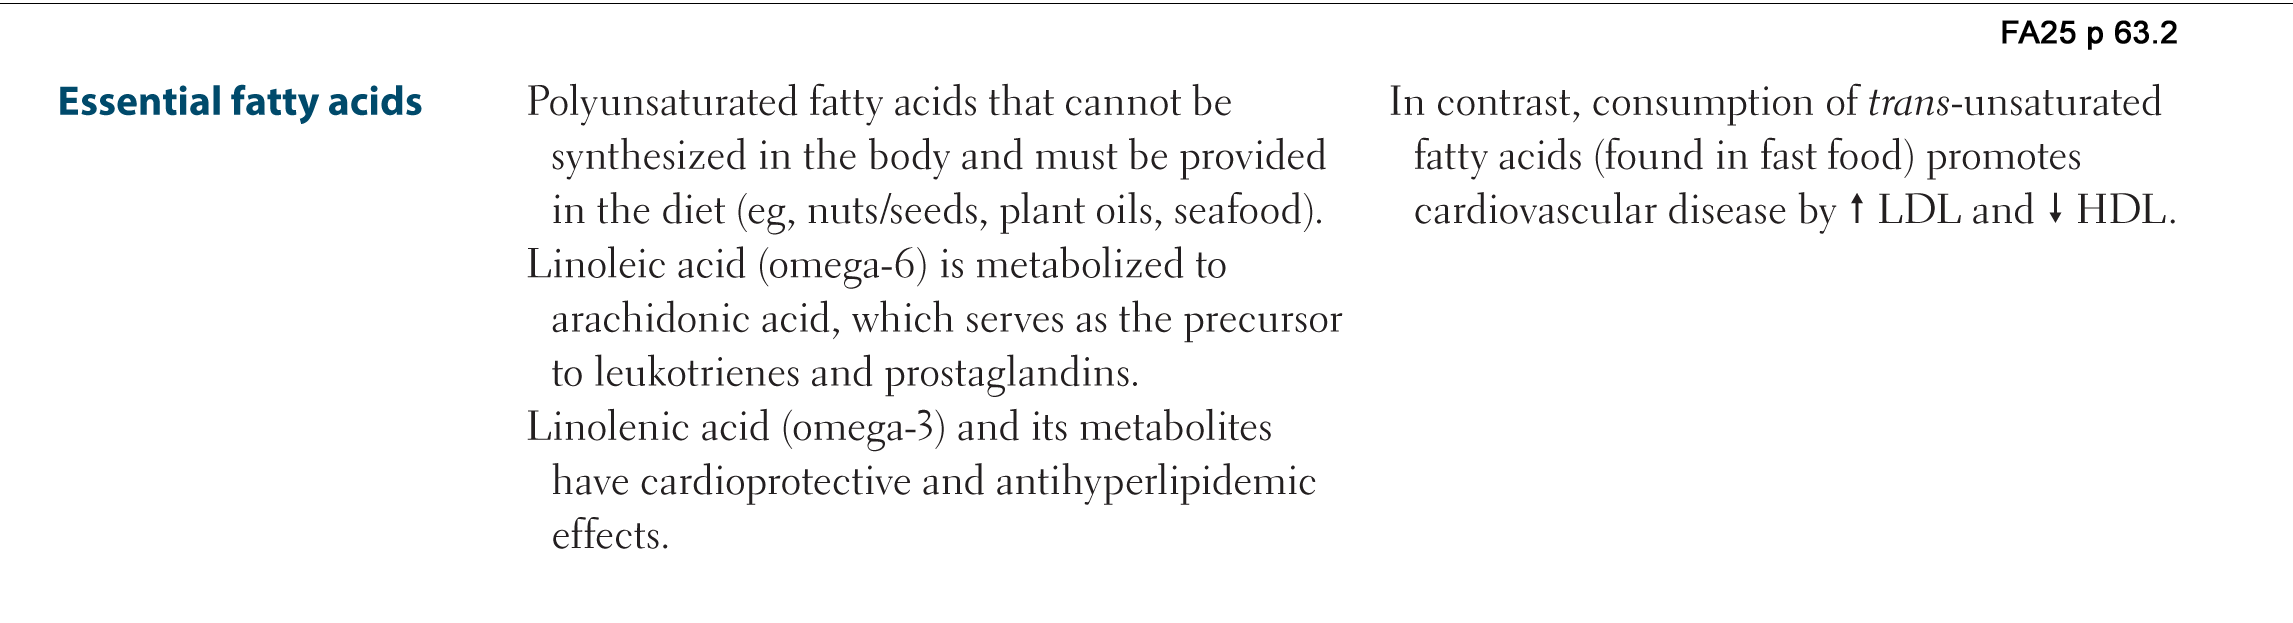 FA25 p 63.2
Essential fatty acids
Polyunsaturated fatty acids that cannot be
synthesized in the body and must be provided
in the diet (eg, nuts/seeds, plant oils, seafood).
Linoleic acid (omega-6) is metabolized to
arachidonic acid, which serves as the precursor
to leukotrienes and prostaglandins.
Linolenic acid (omega-3) and its metabolites
have cardioprotective and antihyperlipidemic
effects.
In contrast, consumption of trans-unsaturated
fatty acids (found in fast food) promotes
cardiovascular disease by ↑ LDL and ↓ HDL.